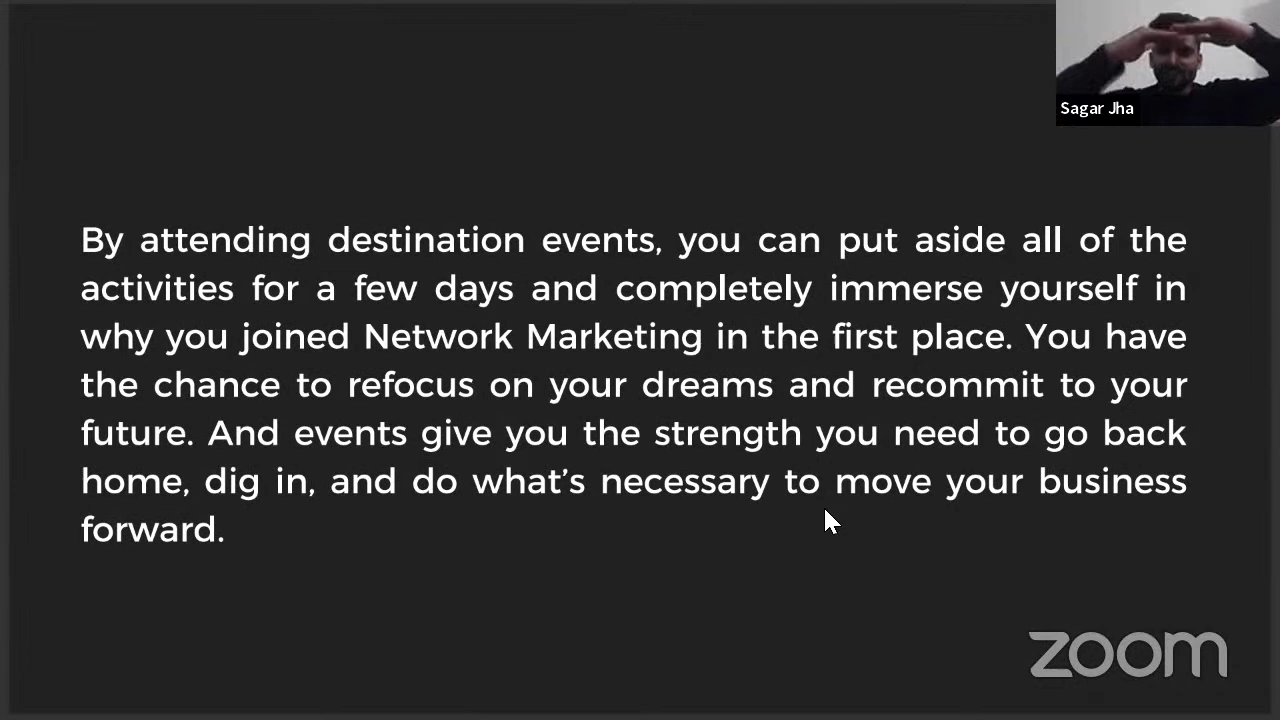 Sagar Jha
By attending destination events, you can put aside all of the
activities for a few days and completely immerse yourself in
why you joined Network Marketing in the first place. You have
the chance to refocus on your dreams and recommit to your
future. And events give you the strength you need to go back
home, dig in, and do what’s necessary to move your business
forward.
zoom